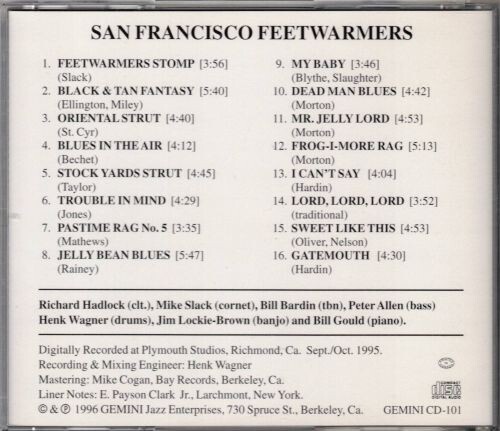 SAN FRANCISCO FEETWARMERS
1. FEETWARMERS STOMP [3:56]
(Slack)
2. BLACK & TAN FANTASY [5:40]
(Ellington, Miley)
3. ORIENTAL STRUT [4:40]
(St. Cyr)
4. BLUES IN THE AIR [4:12]
(Bechet)
5. STOCK YARDS STRUT [4:45]
(Taylor)
6. TROUBLE IN MIND [4:29]
(Jones)
7. PASTIME RAG No. 5 [3:35]
(Mathews)
8. JELLY BEAN BLUES [5:47]
(Rainey)
9. MY BABY [3:46]
(Blythe, Slaughter)
10. DEAD MAN BLUES [4:42]
(Morton)
11. MR. JELLY LORD [4:53]
(Morton)
12. FROG-I-MORE RAG [5:13]
(Morton)
13. I CAN'T SAY [4:04]
(Hardin)
14. LORD, LORD, LORD [3:52]
(traditional)
15. SWEET LIKE THIS [4:53]
(Oliver, Nelson)
16. GATEMOUTH [4:30]
(Hardin)
Richard Hadlock (clt.), Mike Slack (cornet), Bill Bardin (tbn), Peter Allen (bass)
Henk Wagner (drums), Jim Lockie-Brown (banjo) and Bill Gould (piano).
Digitally Recorded at Plymouth Studios, Richmond, Ca. Sept./Oct. 1995.
Recording & Mixing Engineer: Henk Wagner
Mastering: Mike Cogan, Bay Records, Berkeley, Ca.
Liner Notes: E. Payson Clark Jr., Larchmont, New York.
© & ℗ 1996 GEMINI Jazz Enterprises, 730 Spruce St., Berkeley, Ca.
COMPACT
disc
DIGITAL AUDIO
GEMINI CD-101